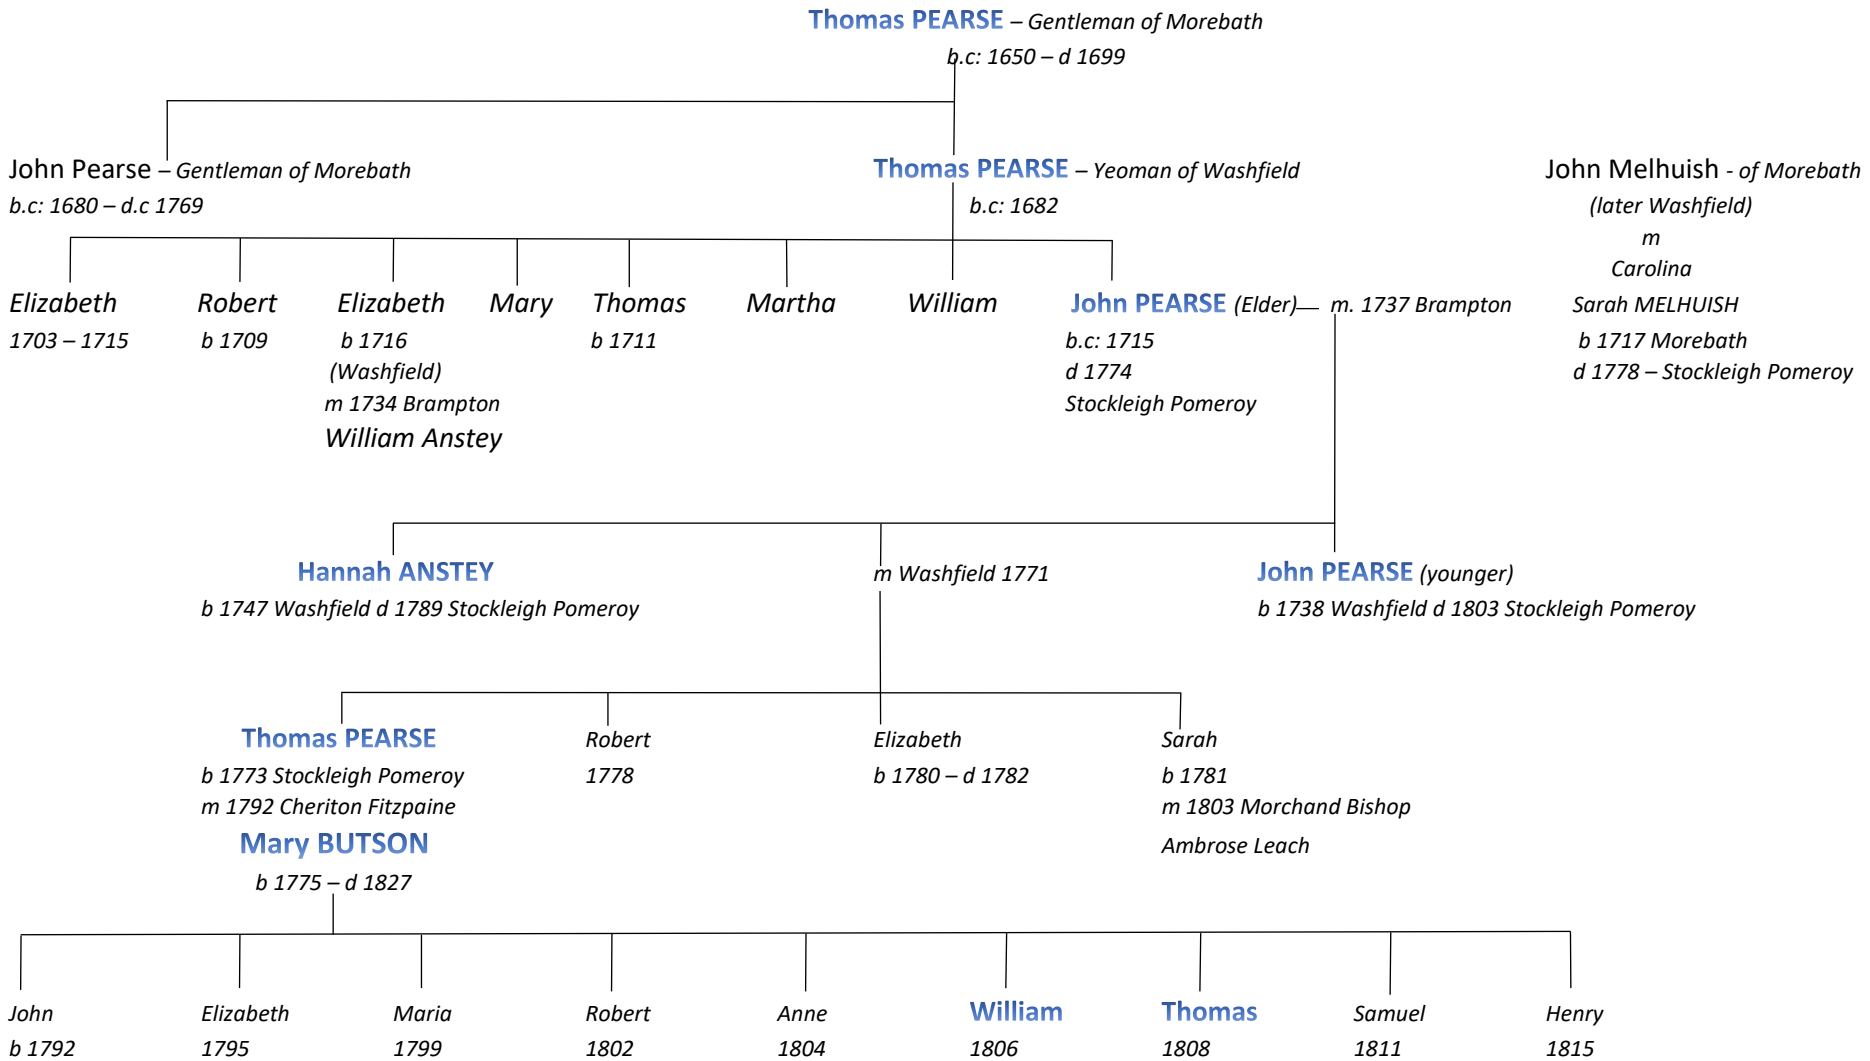 Thomas PEARSE – Gentleman of Morebath
b.c: 1650 – d 1699
John Pearse – Gentleman of Morebath
b.c: 1680 – d.c 1769
Thomas PEARSE – Yeoman of Washfield
b.c: 1682
John Melhuish - of Morebath
(later Washfield)
m
Carolina
Elizabeth
1703 – 1715
Robert
b 1709
Elizabeth
b 1716
(Washfield)
m 1734 Brampton
William Anstey
Mary
Thomas
b 1711
Martha
William
John PEARSE (Elder)
b.c: 1715
d 1774
Stockleigh Pomeroy
m. 1737 Brampton
Sarah MELHUISH
b 1717 Morebath
d 1778 – Stockleigh Pomeroy
Hannah ANSTEY
b 1747 Washfield d 1789 Stockleigh Pomeroy
m Washfield 1771
John PEARSE (younger)
b 1738 Washfield d 1803 Stockleigh Pomeroy
Thomas PEARSE
b 1773 Stockleigh Pomeroy
m 1792 Cheriton Fitzpaine
Mary BUTSON
b 1775 – d 1827
Robert
1778
Elizabeth
b 1780 – d 1782
Sarah
b 1781
m 1803 Morchand Bishop
Ambrose Leach
John
b 1792
Elizabeth
1795
Maria
1799
Robert
1802
Anne
1804
William
1806
Thomas
1808
Samuel
1811
Henry
1815